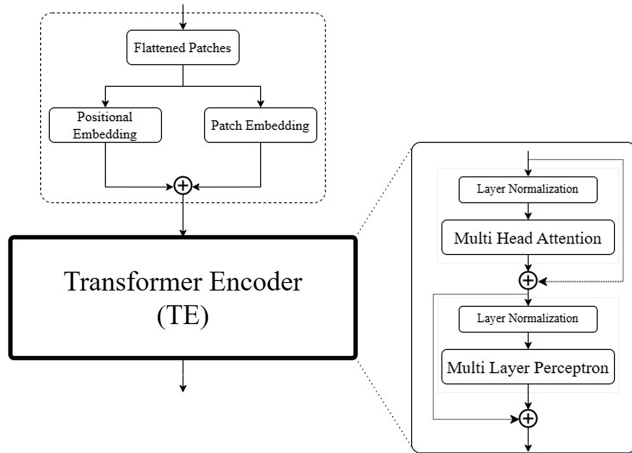 Flattened Patches
Positional
Embedding
Patch Embedding
Transformer Encoder
(TE)
Layer Normalization
Multi Head Attention
Layer Normalization
Multi Layer Perceptron